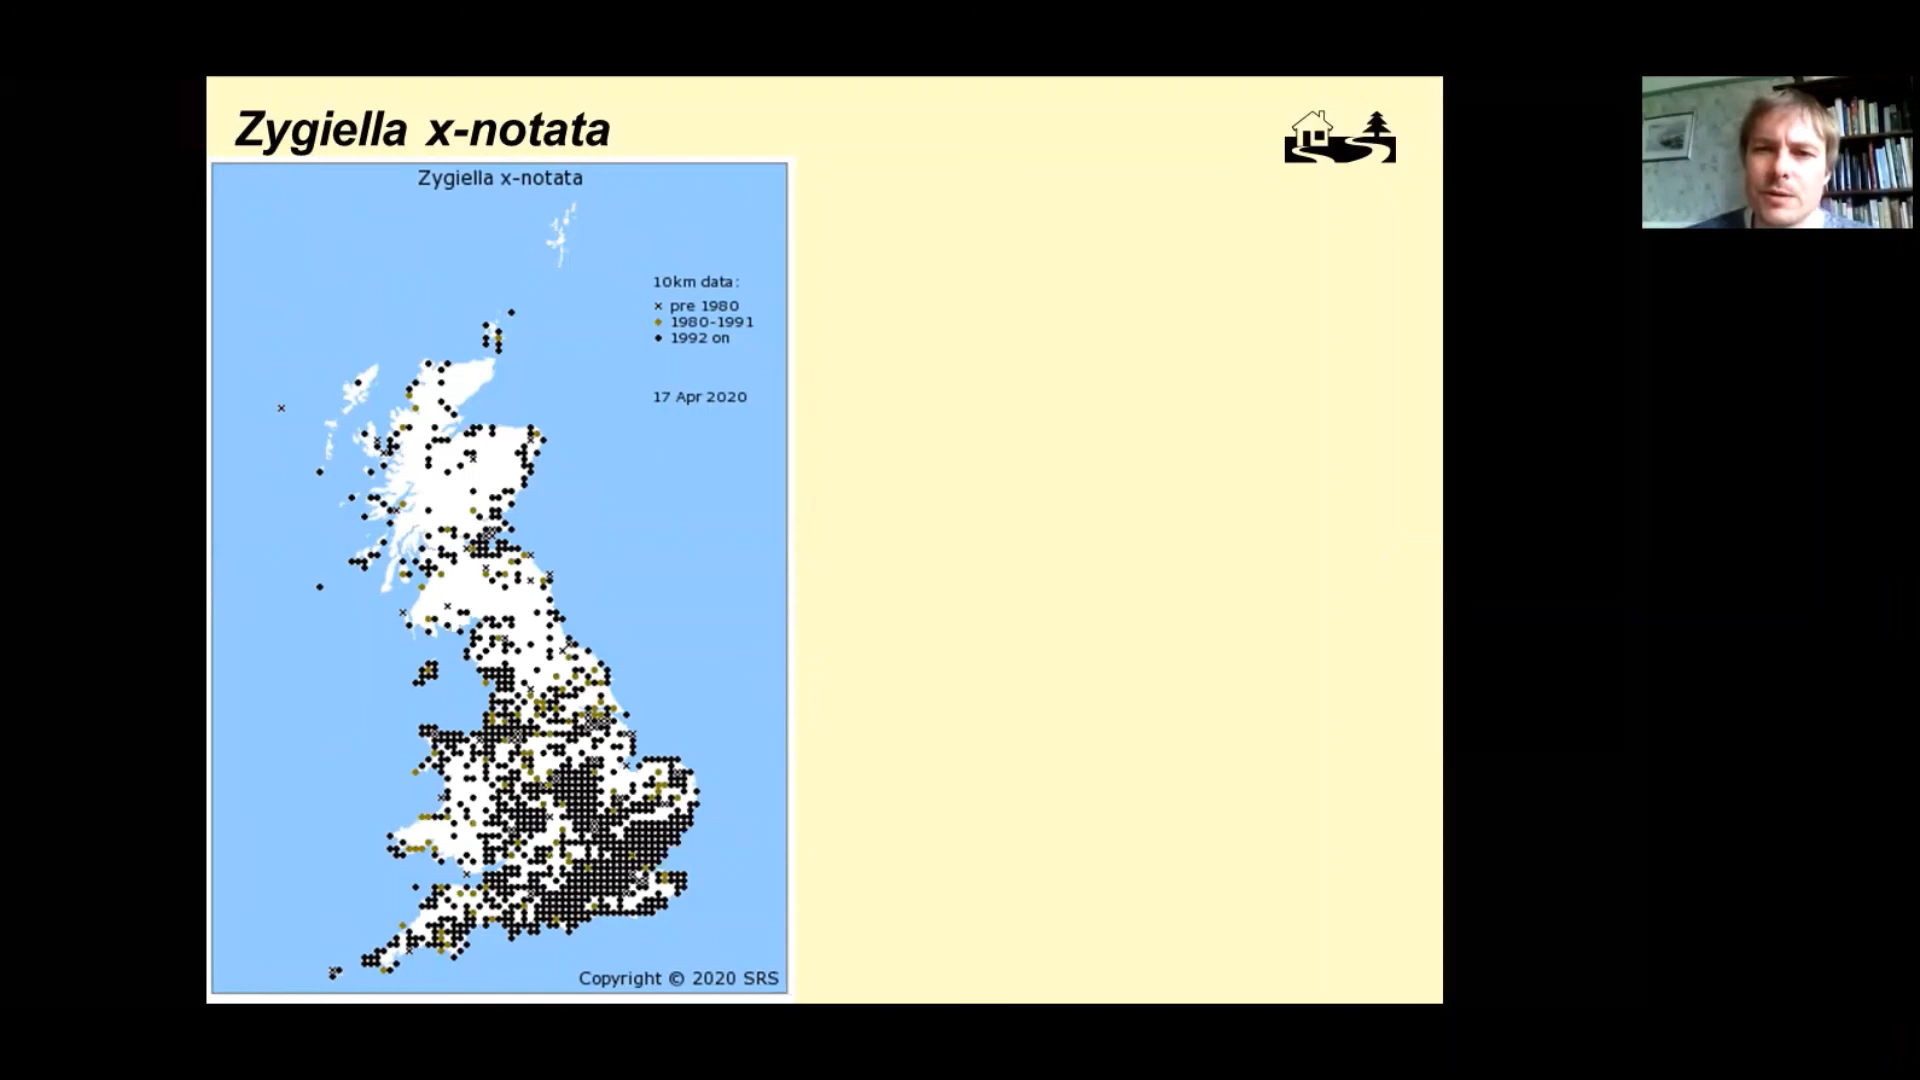 Zygiella x-notata
Zygiella x-notata
10km data:
pre 1980
1980-1991
1992 on
17 Apr 2020
Copyright © 2020 SRS